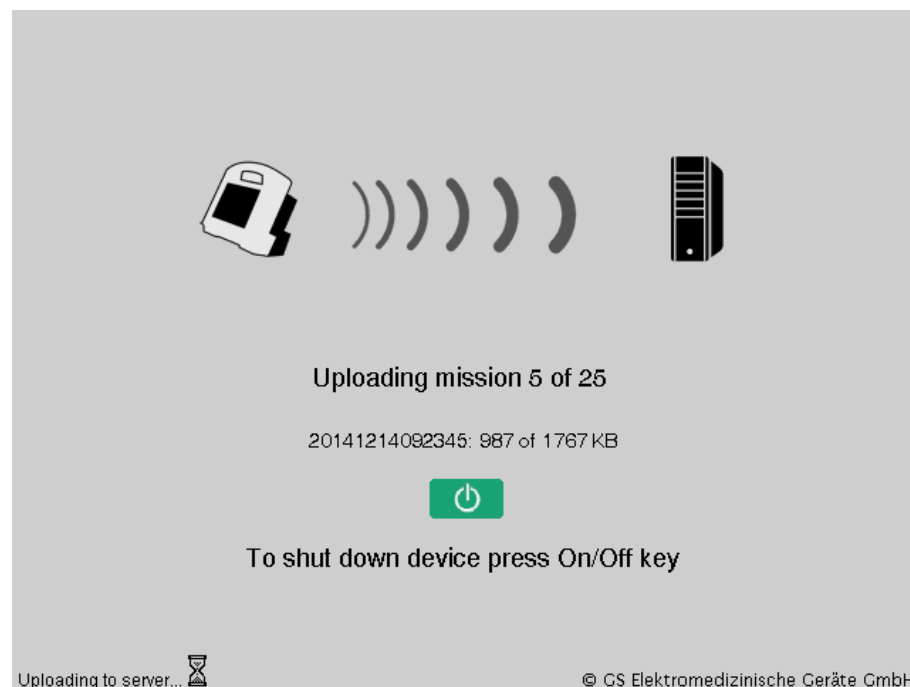 Uploading mission 5 of 25
20141214092345: 987 of 1767 KB
To shut down device press On/Off key
Uploading to server...
© GS Elektromedizinische Geräte GmbH